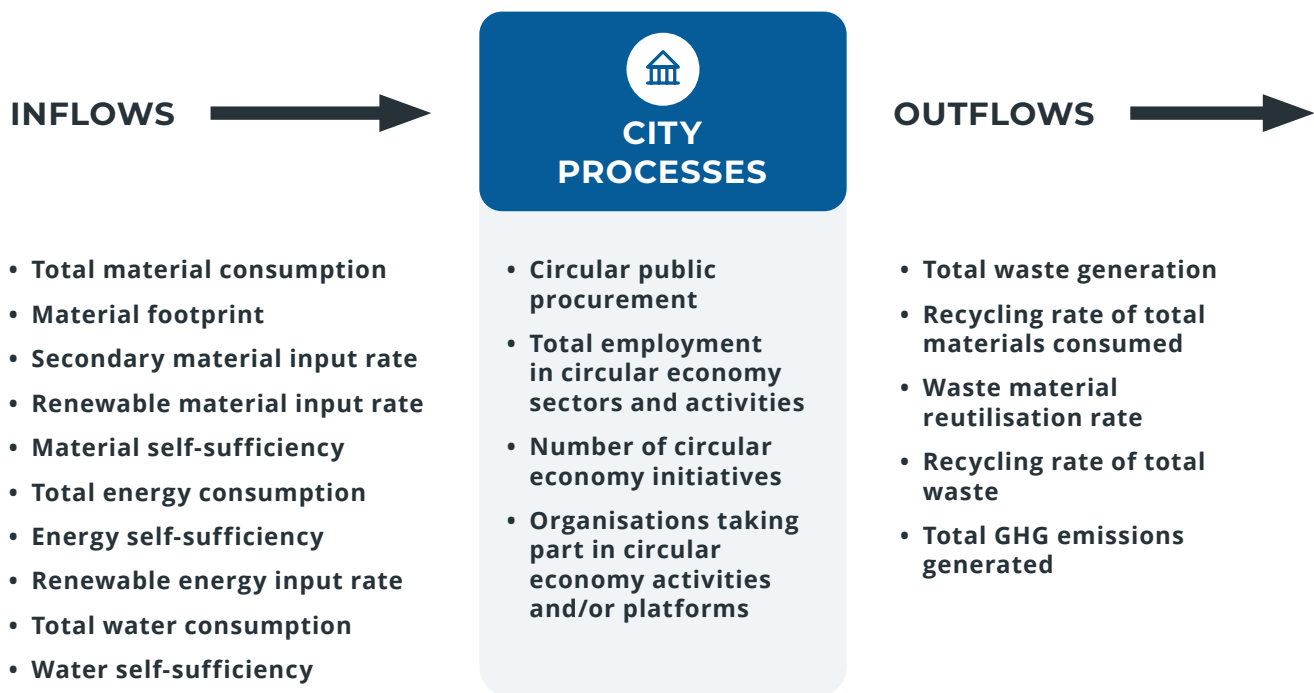 INFLOWS
• Total material consumption
• Material footprint
• Secondary material input rate
• Renewable material input rate
• Material self-sufficiency
• Total energy consumption
• Energy self-sufficiency
• Renewable energy input rate
• Total water consumption
• Water self-sufficiency
CITY
PROCESSES
• Circular public
procurement
• Total employment
in circular economy
sectors and activities
• Number of circular
economy initiatives
• Organisations taking
part in circular
economy activities
and/or platforms
OUTFLOWS
• Total waste generation
• Recycling rate of total
materials consumed
• Waste material
reutilisation rate
• Recycling rate of total
waste
• Total GHG emissions
generated